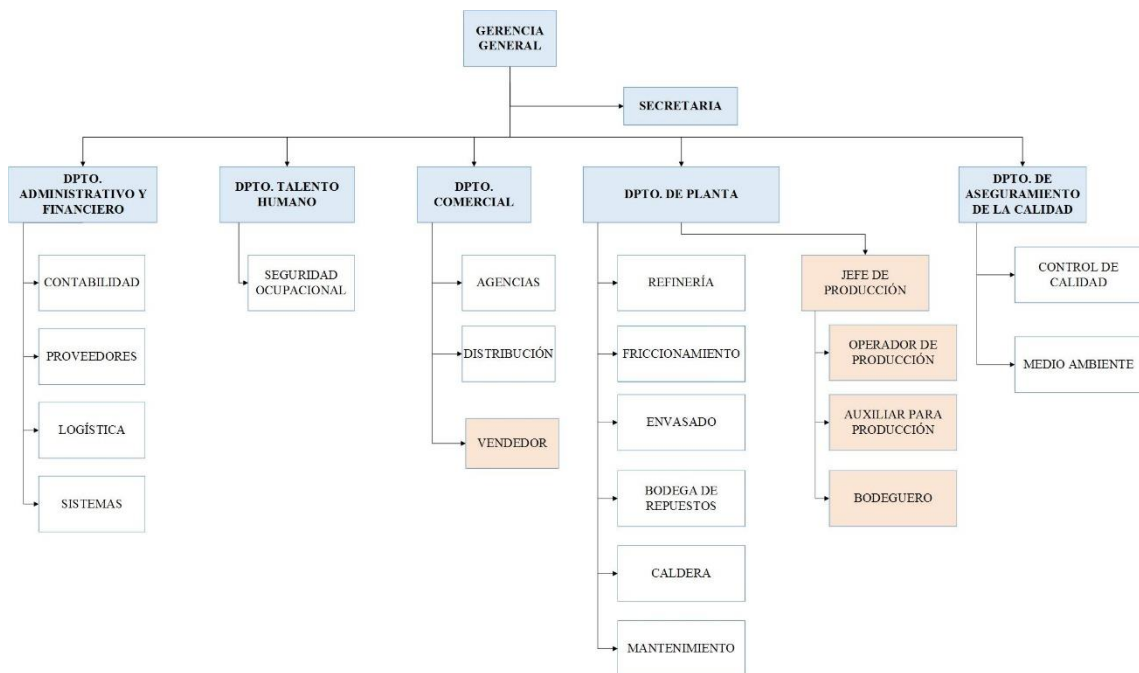 GERENCIA
GENERAL
SECRETARIA
DPTO.
ADMINISTRATIVO Y
FINANCIERO
CONTABILIDAD
PROVEEDORES
LOGÍSTICA
SISTEMAS
DPTO. TALENTO
HUMANO
SEGURIDAD
OCUPACIONAL
DPTO.
COMERCIAL
AGENCIAS
DISTRIBUCIÓN
VENDEDOR
DPTO. DE PLANTA
REFINERÍA
FRICCIONAMIENTO
ENVASADO
BODEGA DE
REPUESTOS
CALDERA
MANTENIMIENTO
JEFE DE
PRODUCCIÓN
OPERADOR DE
PRODUCCIÓN
AUXILIAR PARA
PRODUCCIÓN
BODEGUERO
DPTO. DE
ASEGURAMIENTO
DE LA CALIDAD
CONTROL DE
CALIDAD
MEDIO AMBIENTE